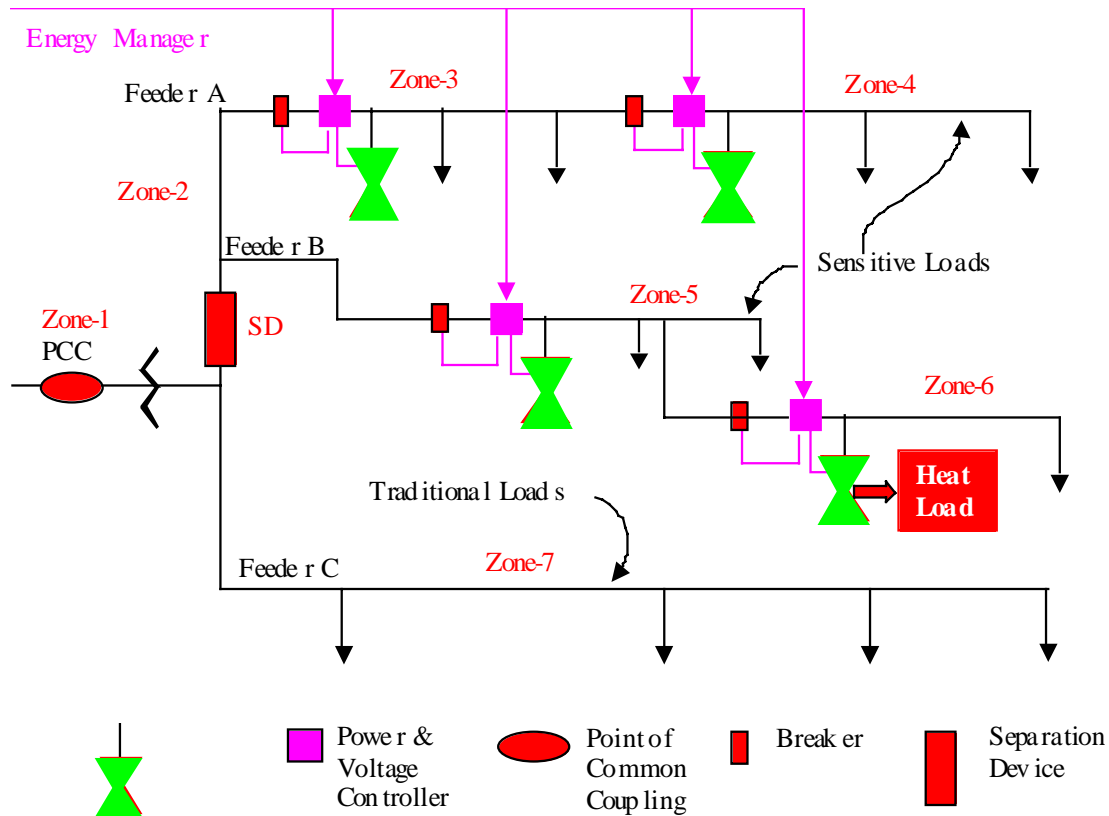 Energy Manager
Feeder A
Zone-3
Zone-4
Zone-2
Feeder B
Sensitive Loads
Zone-5
Zone-1
PCC
SD
Zone-6
Traditional Loads
Heat
Load
Feeder C
Zone-7
Power &
Voltage
Controller
Point of
Common
Coupling
Breaker
Separation
Device